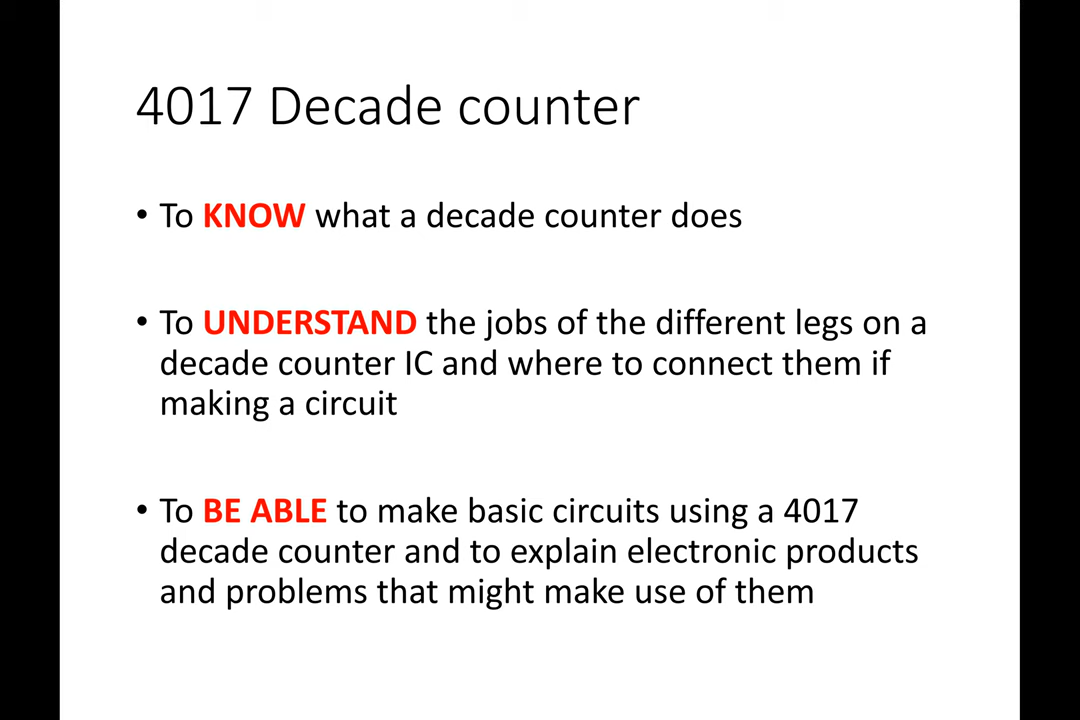 4017 Decade counter
• To KNOW what a decade counter does
• To UNDERSTAND the jobs of the different legs on a
decade counter IC and where to connect them if
making a circuit
• To BE ABLE to make basic circuits using a 4017
decade counter and to explain electronic products
and problems that might make use of them